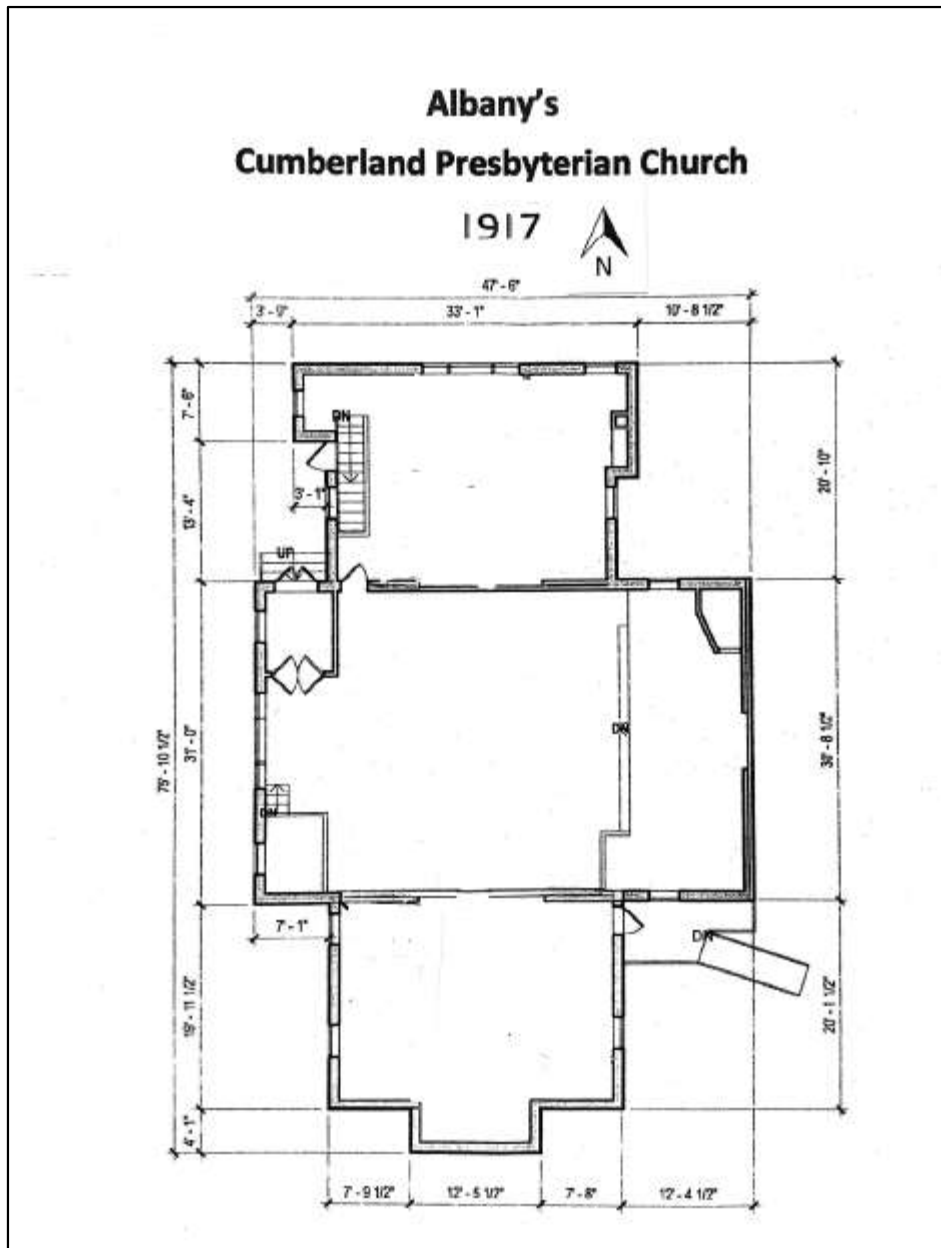 Albany's
Cumberland Presbyterian Church
1917
N
47' - 6"
3' - 0" 33' - 1" 10' - 8 1/2"
7' - 6"
DN
20' - 10"
3' - 1"
13' - 4"
UP
DN
75' - 10 1/2"
31' - 0"
30' - 8 1/2"
DN
7' - 1"
DN
19' - 11 1/2"
20' - 1 1/2"
4' - 1"
7' - 9 1/2" 12' - 5 1/2" 7' - 8" 12' - 4 1/2"